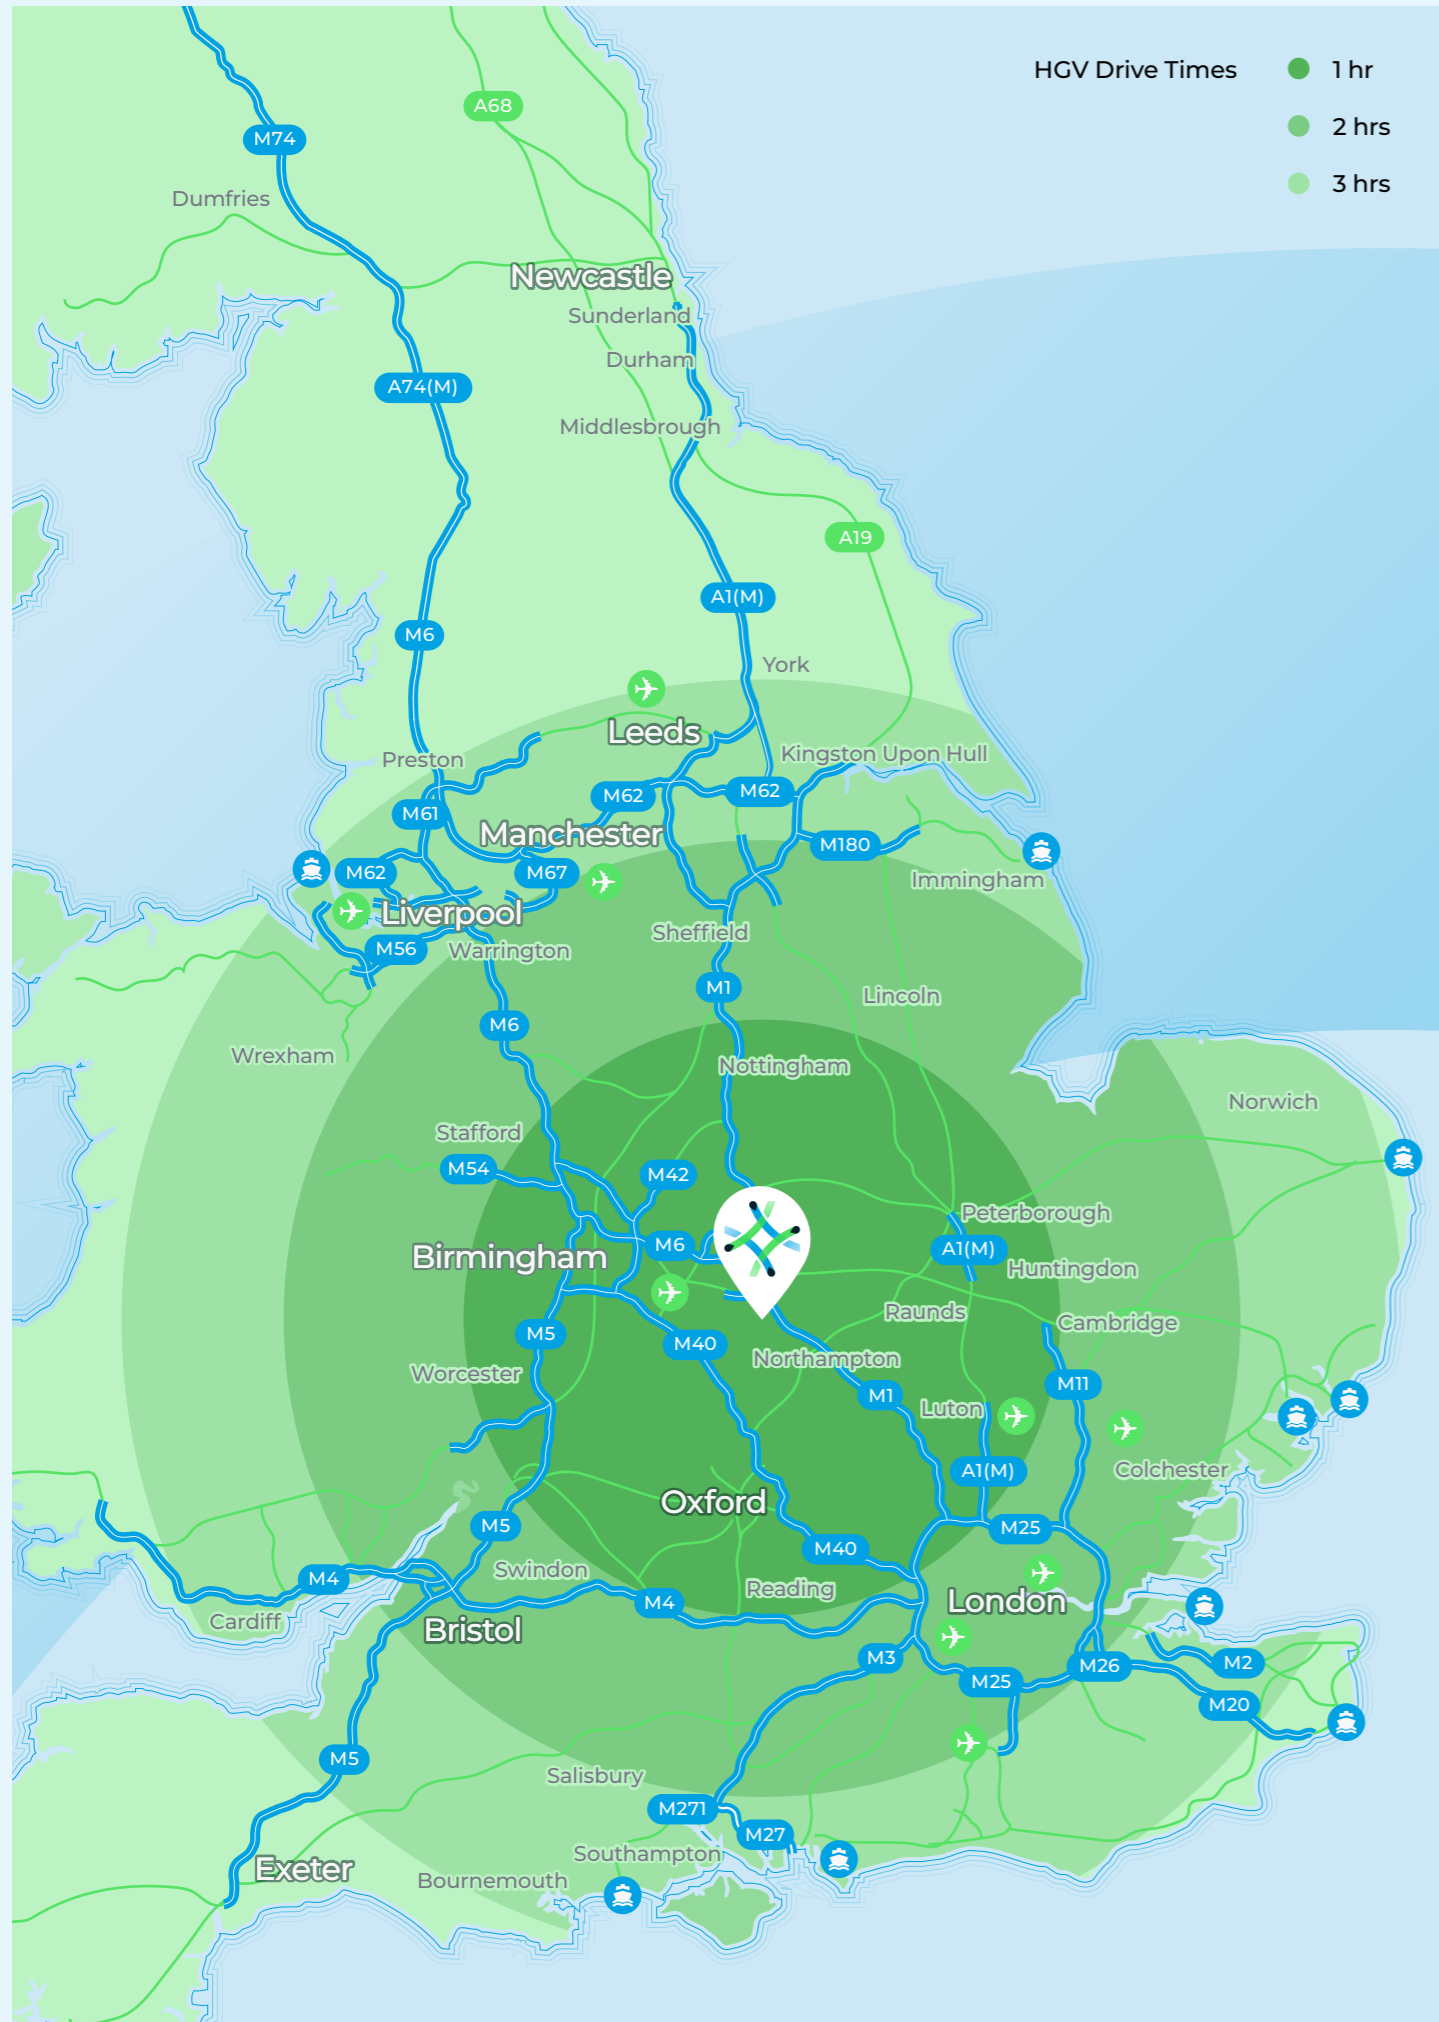 HGV Drive Times
1 hr
2 hrs
3 hrs
A68
M74
Dumfries
Newcastle
Sunderland
Durham
A74(M)
Middlesbrough
A19
A1(M)
M6
York
Leeds
Preston
Kingston Upon Hull
M62
M62
M61
Manchester
M180
M62
M67
Immingham
Liverpool
Sheffield
M56
Warrington
M1
Lincoln
M6
Wrexham
Nottingham
Norwich
Stafford
M54
M42
Peterborough
M6
A1(M)
Birmingham
Huntingdon
Raunds
Cambridge
M5
M40
Northampton
Worcester
M11
M1
Luton
A1(M)
Colchester
Oxford
M5
M25
M40
Swindon
M4
Reading
London
M4
Cardiff
Bristol
M3
M2
M26
M25
M20
M5
Salisbury
M271
M27
Southampton
Exeter
Bournemouth